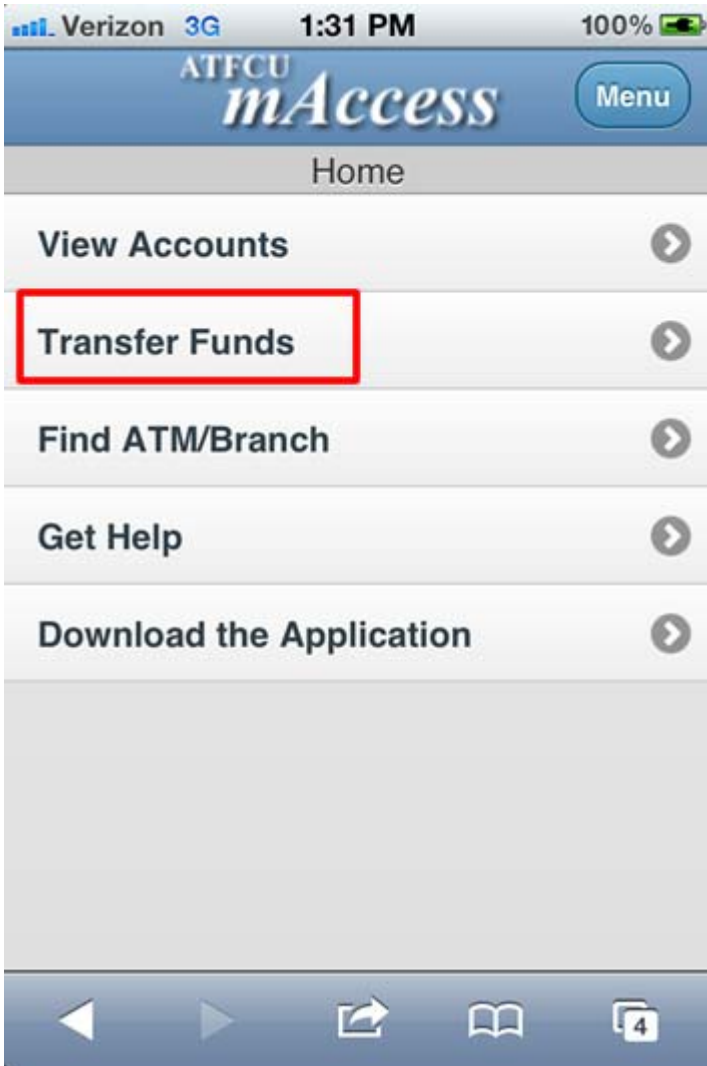 Verizon 3G 1:31 PM 100%
ATFCU
mAccess
Menu
Home
View Accounts
Transfer Funds
Find ATM/Branch
Get Help
Download the Application
4